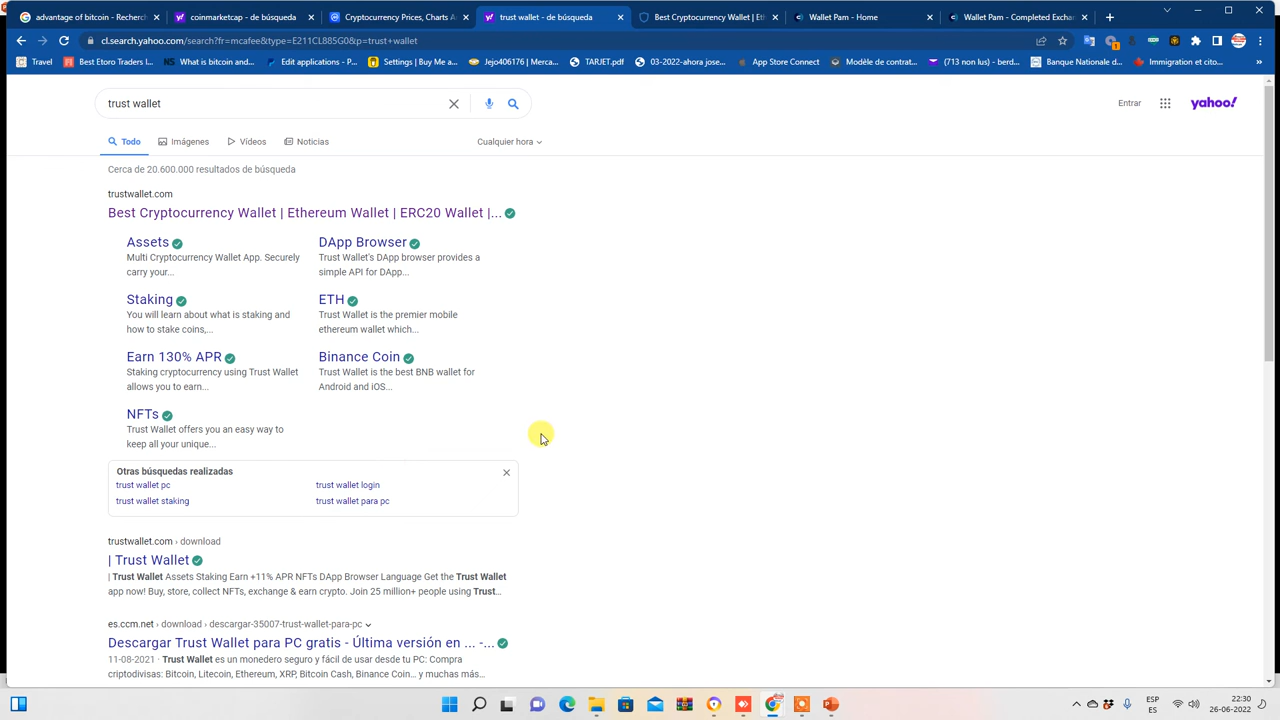 advantage of bitcoin - Recherc
coinmarketcap - de búsqueda
Cryptocurrency Prices, Charts A
trust wallet - de búsqueda
Best Cryptocurrency Wallet | Eth
Wallet Pam - Home
Wallet Pam - Completed Exchan
cl.search.yahoo.com/search?fr=mcafee&type=E211CL885G0&p=trust+wallet
Travel
Best Etoro Traders I...
What is bitcoin and...
Edit applications - P...
Settings | Buy Me a...
Jejo406176 | Merca...
TARJET.pdf
03-2022-ahora jose...
App Store Connect
Modèle de contrat...
(713 non lus) - berd...
Banque Nationale d...
Immigration et cito...
trust wallet
Entrar
yahoo!
Todo
Imágenes
Vídeos
Noticias
Cualquier hora
Cerca de 20.600.000 resultados de búsqueda
trustwallet.com
Best Cryptocurrency Wallet | Ethereum Wallet | ERC20 Wallet |...
Assets
Multi Cryptocurrency Wallet App. Securely
carry your...
DApp Browser
Trust Wallet's DApp browser provides a
simple API for DApp...
Staking
You will learn about what is staking and
how to stake coins,...
ETH
Trust Wallet is the premier mobile
ethereum wallet which...
Earn 130% APR
Staking cryptocurrency using Trust Wallet
allows you to earn...
Binance Coin
Trust Wallet is the best BNB wallet for
Android and iOS...
NFTs
Trust Wallet offers you an easy way to
keep all your unique...
Otras búsquedas realizadas
trust wallet pc
trust wallet login
trust wallet staking
trust wallet para pc
trustwallet.com › download
| Trust Wallet
| Trust Wallet Assets Staking Earn +11% APR NFTs DApp Browser Language Get the Trust Wallet
app now! Buy, store, collect NFTs, exchange & earn crypto. Join 25 million+ people using Trust...
es.ccm.net › download › descargar-35007-trust-wallet-para-pc
Descargar Trust Wallet para PC gratis - Última versión en ... -...
11-08-2021 · Trust Wallet es un monedero seguro y fácil de usar desde tu PC: Compra
criptodivisas: Bitcoin, Litecoin, Ethereum, XRP, Bitcoin Cash, Binance Coin... y muchas más...
ESP
ES
22:30
26-06-2022